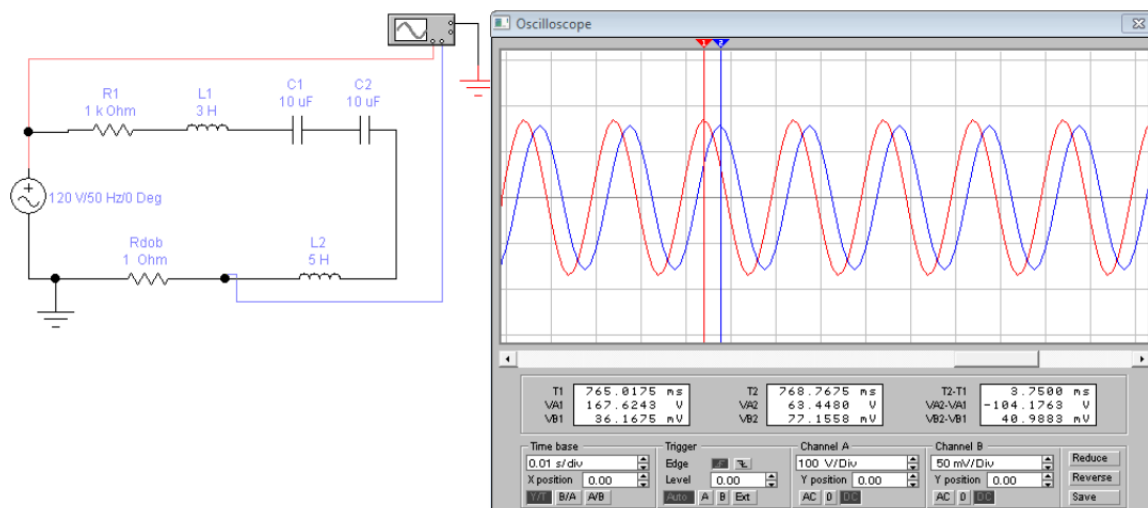 Oscilloscope
R1
1 k Ohm
L1
3 H
C1
10 uF
C2
10 uF
120 V/50 Hz/0 Deg
Rdob
1 Ohm
L2
5 H
1
2
T1 765.0175 ms
VA1 167.6243 V
VB1 36.1675 mV
T2 768.7675 ms
VA2 63.4480 V
VB2 77.1558 mV
T2-T1 3.7500 ms
VA2-VA1 -104.1763 V
VB2-VB1 40.9883 mV
Time base
0.01 s/div
X position 0.00
Y/T B/A A/B
Trigger
Edge
Level 0.00
Auto A B Ext
Channel A
100 V/Div
Y position 0.00
AC 0 DC
Channel B
50 mV/Div
Y position 0.00
AC 0 DC
Reduce
Reverse
Save